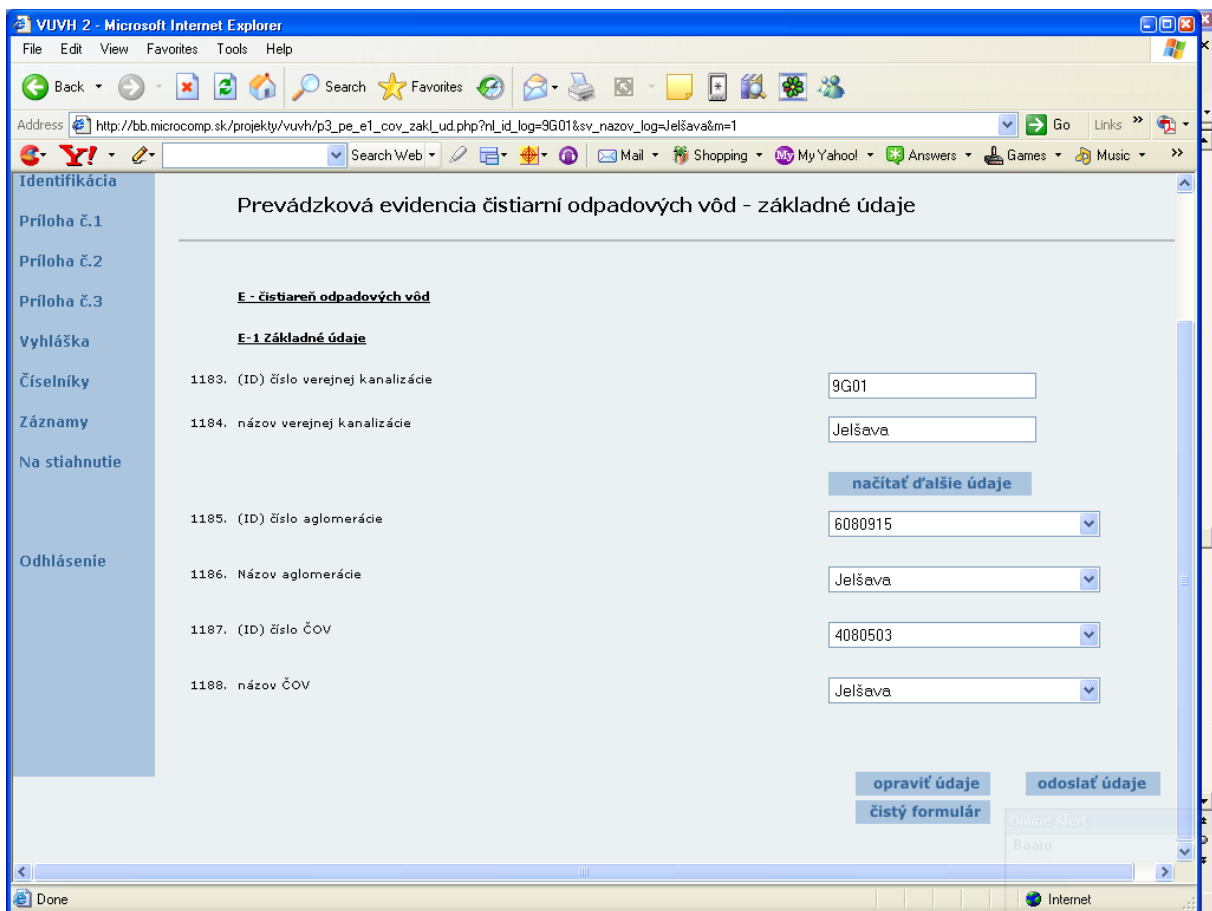 VUVH 2 - Microsoft Internet Explorer
File Edit View Favorites Tools Help
Back Search Favorites
Address http://bb.microcomp.sk/projekty/vuvh/p3_pe_e1_cov_zakl_ud.php?nl_id_log=9G01&sv_nazov_log=Jelšava&m=1 Go Links »
Y! Search Web Mail Shopping My My Yahoo! Answers Games Music »
Identifikácia
Prevádzková evidencia čistiarní odpadových vôd - základné údaje
Príloha č.1
Príloha č.2
Príloha č.3
Vyhláška
Číselníky
Záznamy
Na stiahnutie
Odhlásenie
E - čistiareň odpadových vôd
E-1 Základné údaje
1183. (ID) číslo verejnej kanalizácie 9G01
1184. názov verejnej kanalizácie Jelšava
načítať ďalšie údaje
1185. (ID) číslo aglomerácie 6080915
1186. Názov aglomerácie Jelšava
1187. (ID) číslo ČOV 4080503
1188. názov ČOV Jelšava
opraviť údaje odoslať údaje
čistý formulár
Online Alert
Baaro
Done Internet